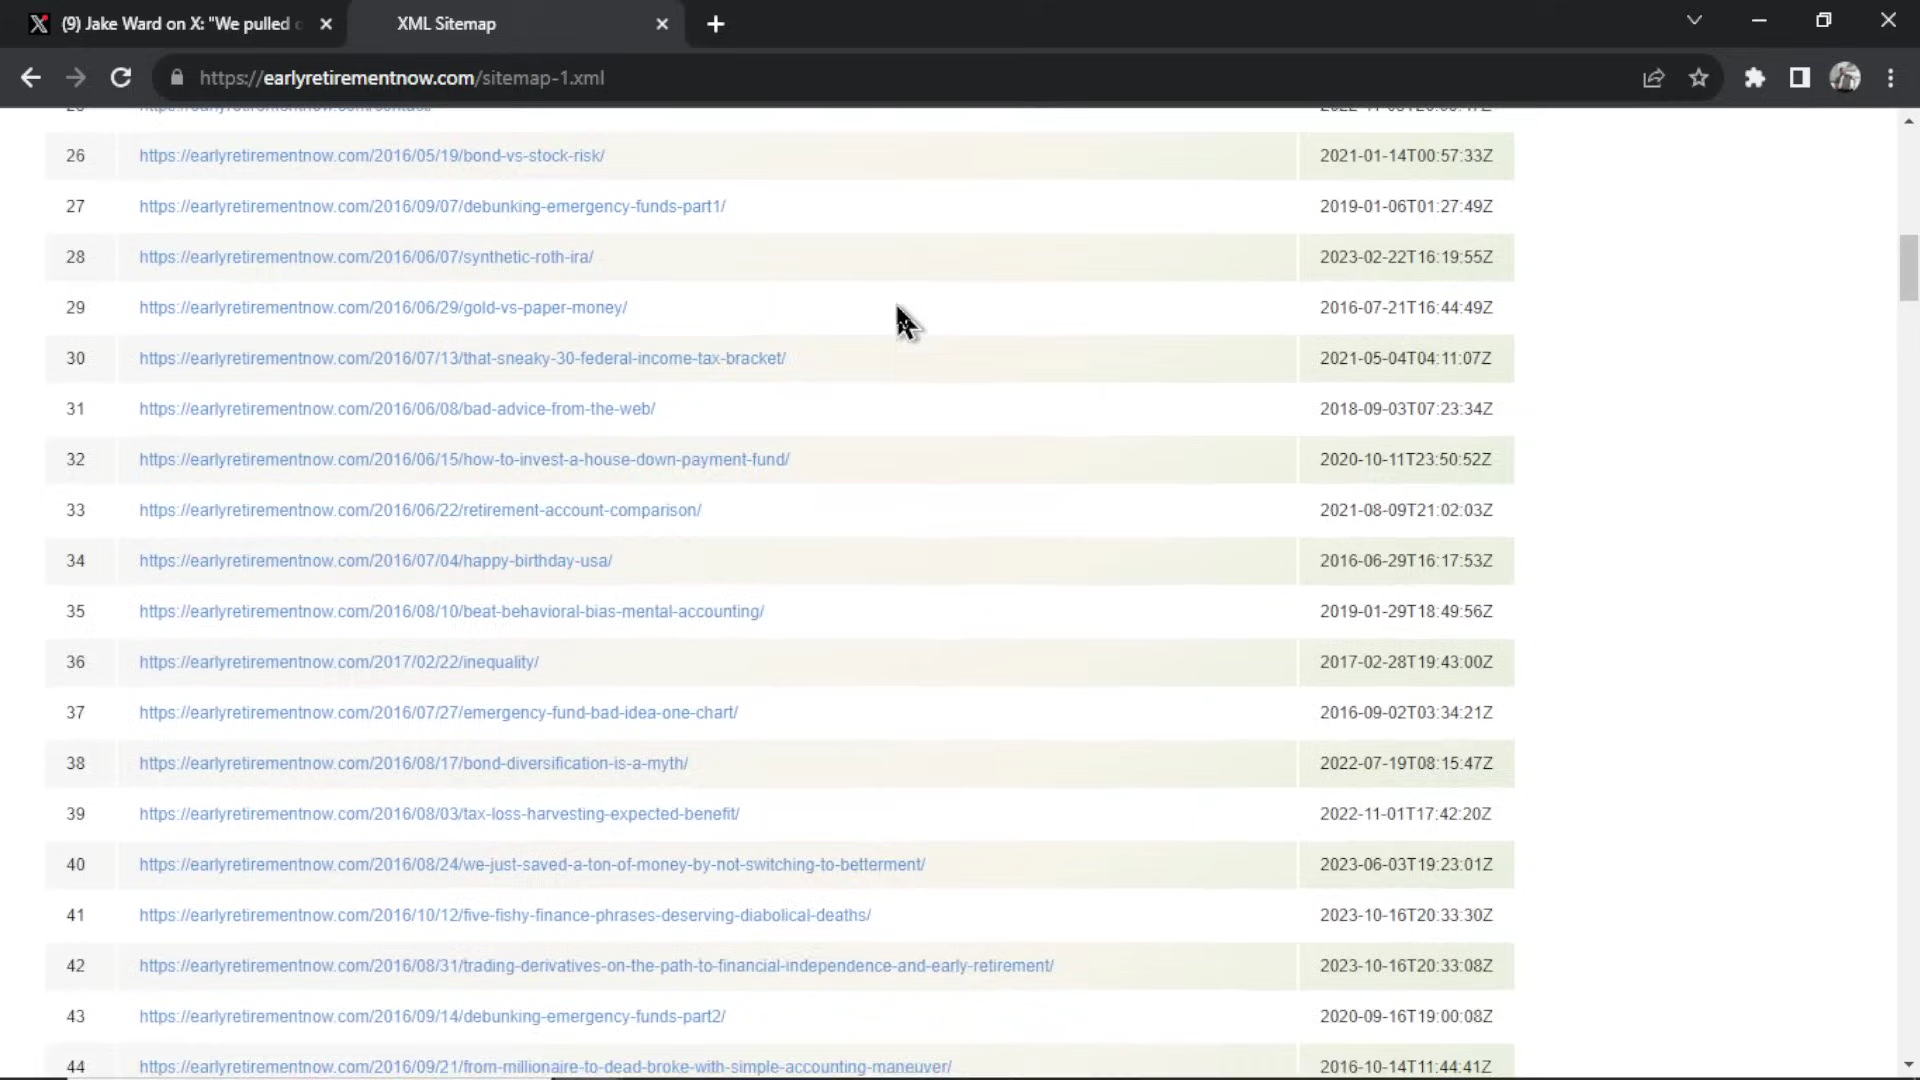 (9) Jake Ward on X: "We pulled
XML Sitemap
https://earlyretirementnow.com/sitemap-1.xml
26 https://earlyretirementnow.com/2016/05/19/bond-vs-stock-risk/ 2021-01-14T00:57:33Z
27 https://earlyretirementnow.com/2016/09/07/debunking-emergency-funds-part1/ 2019-01-06T01:27:49Z
28 https://earlyretirementnow.com/2016/06/07/synthetic-roth-ira/ 2023-02-22T16:19:55Z
29 https://earlyretirementnow.com/2016/06/29/gold-vs-paper-money/ 2016-07-21T16:44:49Z
30 https://earlyretirementnow.com/2016/07/13/that-sneaky-30-federal-income-tax-bracket/ 2021-05-04T04:11:07Z
31 https://earlyretirementnow.com/2016/06/08/bad-advice-from-the-web/ 2018-09-03T07:23:34Z
32 https://earlyretirementnow.com/2016/06/15/how-to-invest-a-house-down-payment-fund/ 2020-10-11T23:50:52Z
33 https://earlyretirementnow.com/2016/06/22/retirement-account-comparison/ 2021-08-09T21:02:03Z
34 https://earlyretirementnow.com/2016/07/04/happy-birthday-usa/ 2016-06-29T16:17:53Z
35 https://earlyretirementnow.com/2016/08/10/beat-behavioral-bias-mental-accounting/ 2019-01-29T18:49:56Z
36 https://earlyretirementnow.com/2017/02/22/inequality/ 2017-02-28T19:43:00Z
37 https://earlyretirementnow.com/2016/07/27/emergency-fund-bad-idea-one-chart/ 2016-09-02T03:34:21Z
38 https://earlyretirementnow.com/2016/08/17/bond-diversification-is-a-myth/ 2022-07-19T08:15:47Z
39 https://earlyretirementnow.com/2016/08/03/tax-loss-harvesting-expected-benefit/ 2022-11-01T17:42:20Z
40 https://earlyretirementnow.com/2016/08/24/we-just-saved-a-ton-of-money-by-not-switching-to-betterment/ 2023-06-03T19:23:01Z
41 https://earlyretirementnow.com/2016/10/12/five-fishy-finance-phrases-deserving-diabolical-deaths/ 2023-10-16T20:33:30Z
42 https://earlyretirementnow.com/2016/08/31/trading-derivatives-on-the-path-to-financial-independence-and-early-retirement/ 2023-10-16T20:33:08Z
43 https://earlyretirementnow.com/2016/09/14/debunking-emergency-funds-part2/ 2020-09-16T19:00:08Z
44 https://earlyretirementnow.com/2016/09/21/from-millionaire-to-dead-broke-with-simple-accounting-maneuver/ 2016-10-14T11:44:41Z